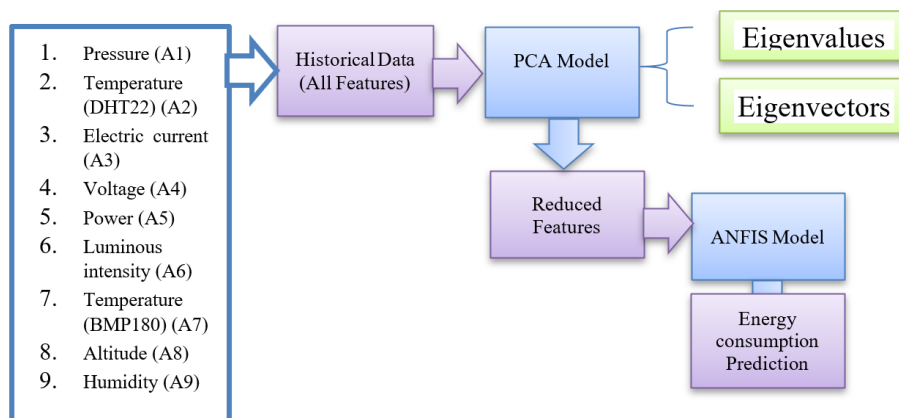 1. Pressure (A1)
2. Temperature
(DHT22) (A2)
3. Electric current
(A3)
4. Voltage (A4)
5. Power (A5)
6. Luminous
intensity (A6)
7. Temperature
(BMP180) (A7)
8. Altitude (A8)
9. Humidity (A9)
Historical Data
(All Features)
PCA Model
Eigenvalues
Eigenvectors
Reduced
Features
ANFIS Model
Energy
consumption
Prediction